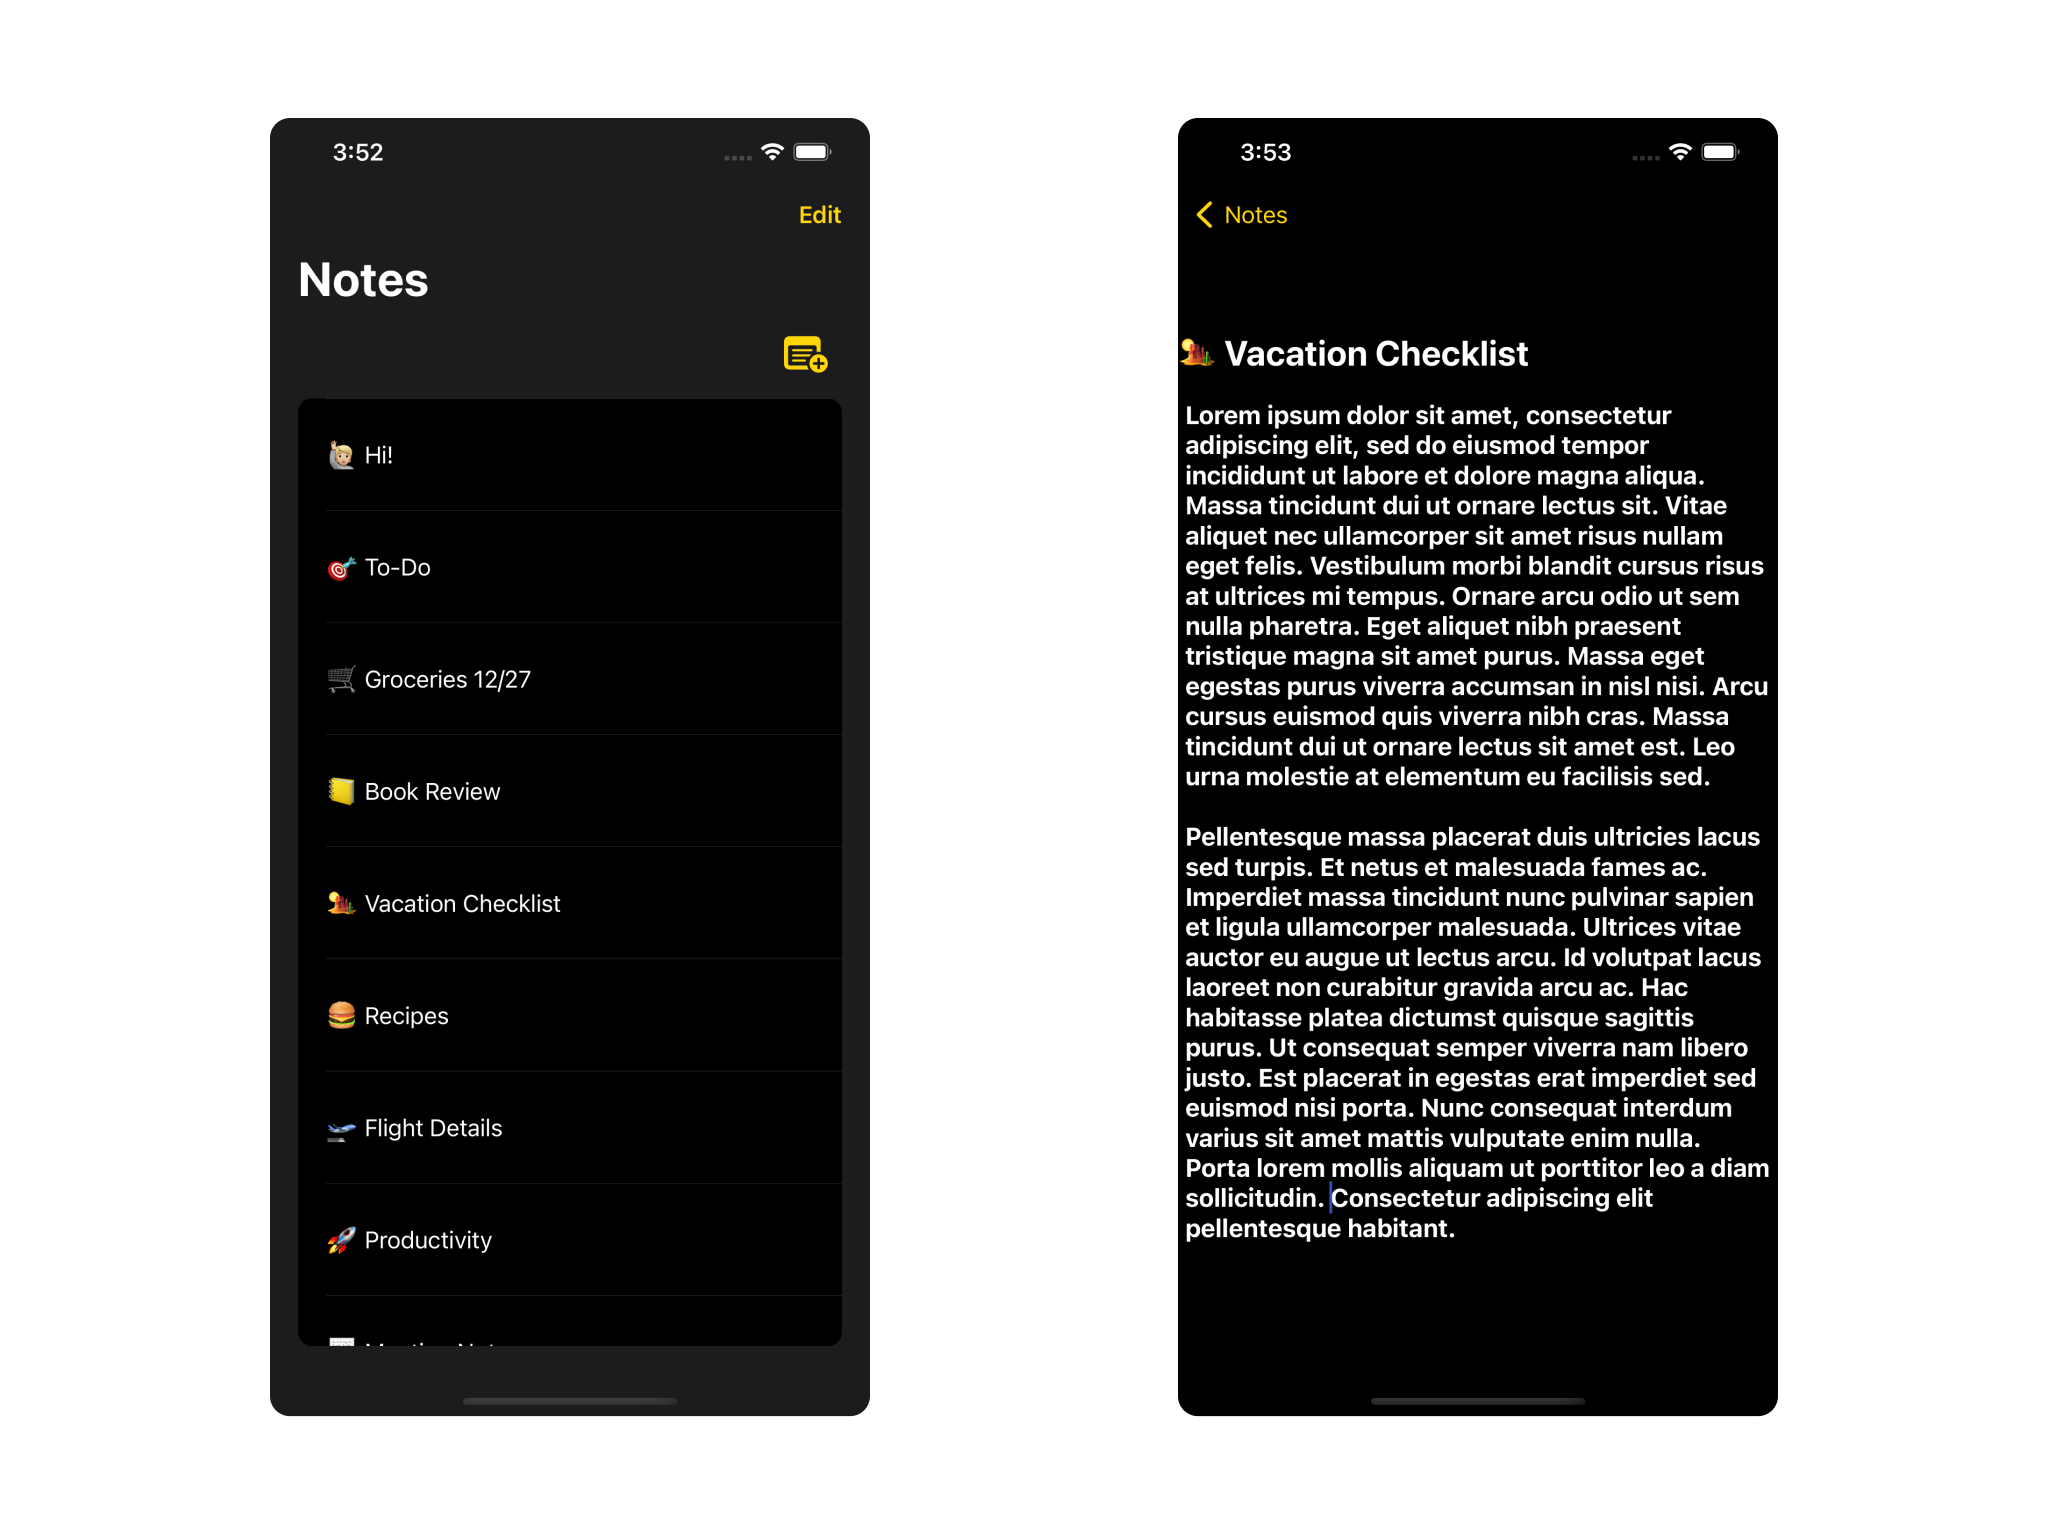 3:52
Edit
Notes
🙋🏼 Hi!
🎯 To-Do
🛒 Groceries 12/27
📒 Book Review
🏜️ Vacation Checklist
🍔 Recipes
🛫 Flight Details
🚀 Productivity
3:53
Notes
🏜️ Vacation Checklist
Lorem ipsum dolor sit amet, consectetur
adipiscing elit, sed do eiusmod tempor
incididunt ut labore et dolore magna aliqua.
Massa tincidunt dui ut ornare lectus sit. Vitae
aliquet nec ullamcorper sit amet risus nullam
eget felis. Vestibulum morbi blandit cursus risus
at ultrices mi tempus. Ornare arcu odio ut sem
nulla pharetra. Eget aliquet nibh praesent
tristique magna sit amet purus. Massa eget
egestas purus viverra accumsan in nisl nisi. Arcu
cursus euismod quis viverra nibh cras. Massa
tincidunt dui ut ornare lectus sit amet est. Leo
urna molestie at elementum eu facilisis sed.
Pellentesque massa placerat duis ultricies lacus
sed turpis. Et netus et malesuada fames ac.
Imperdiet massa tincidunt nunc pulvinar sapien
et ligula ullamcorper malesuada. Ultrices vitae
auctor eu augue ut lectus arcu. Id volutpat lacus
laoreet non curabitur gravida arcu ac. Hac
habitasse platea dictumst quisque sagittis
purus. Ut consequat semper viverra nam libero
justo. Est placerat in egestas erat imperdiet sed
euismod nisi porta. Nunc consequat interdum
varius sit amet mattis vulputate enim nulla.
Porta lorem mollis aliquam ut porttitor leo a diam
sollicitudin. Consectetur adipiscing elit
pellentesque habitant.